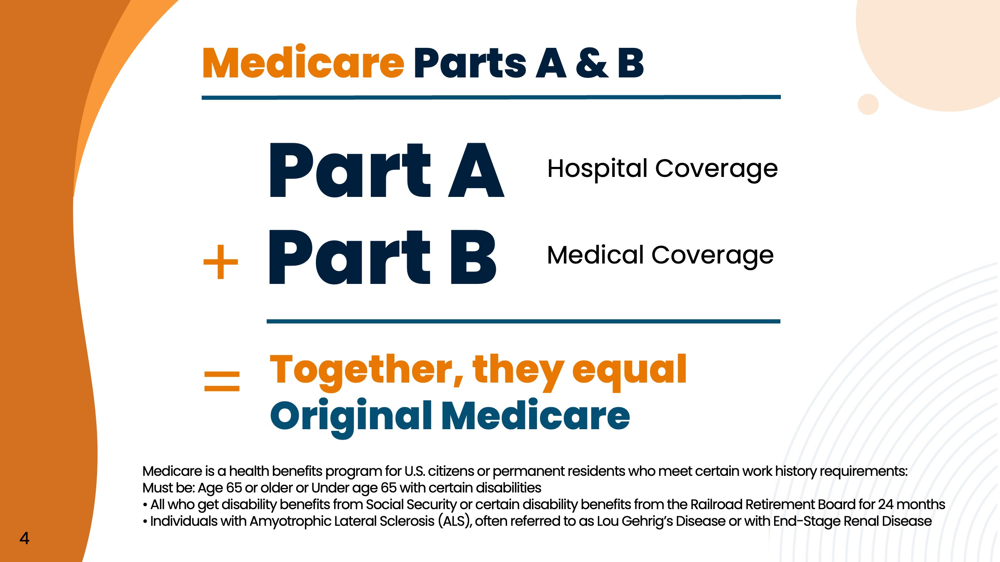 Medicare Parts A & B
Part A Hospital Coverage
+ Part B Medical Coverage
= Together, they equal
Original Medicare
Medicare is a health benefits program for U.S. citizens or permanent residents who meet certain work history requirements:
Must be: Age 65 or older or Under age 65 with certain disabilities
• All who get disability benefits from Social Security or certain disability benefits from the Railroad Retirement Board for 24 months
• Individuals with Amyotrophic Lateral Sclerosis (ALS), often referred to as Lou Gehrig’s Disease or with End-Stage Renal Disease
4